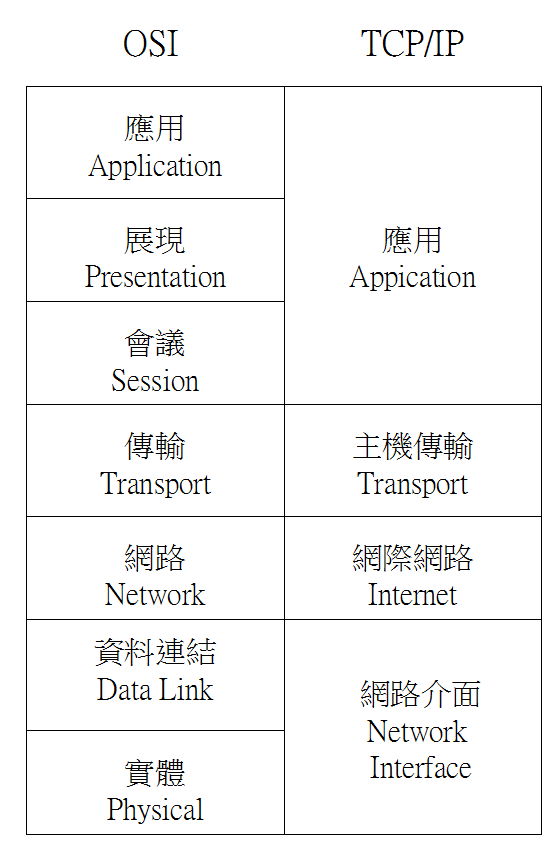 OSI
TCP/IP
應用
Application
展現
Presentation
會議
Session
傳輸
Transport
網路
Network
資料連結
Data Link
實體
Physical
應用
Appication
主機傳輸
Transport
網際網路
Internet
網路介面
Network
Interface